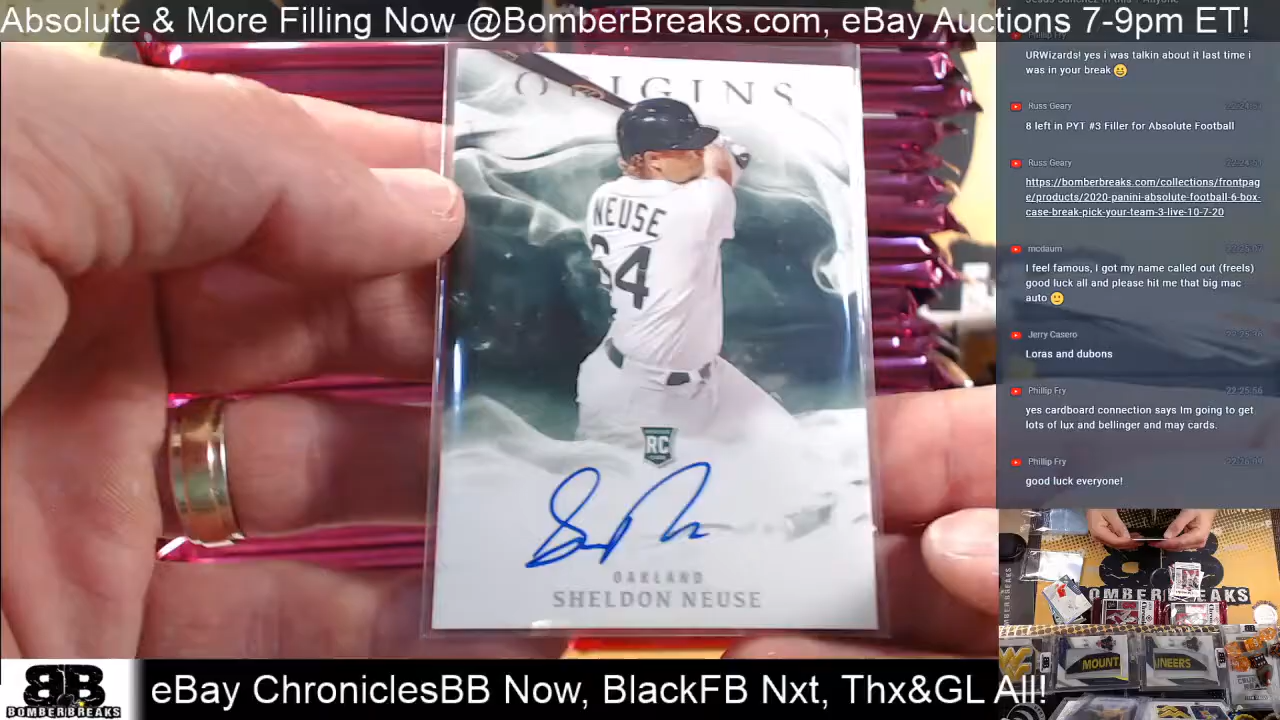 Absolute & More Filling Now @BomberBreaks.com, eBay Auctions 7-9pm ET!
ORIGINS
NEUSE
64
RC
OAKLAND
SHELDON NEUSE
Phillip Fry
URWizards! yes i was talkin about it last time i
was in your break 😀
Russ Geary
8 left in PYT #3 Filler for Absolute Football
Russ Geary
https://bomberbreaks.com/collections/frontpag
e/products/2020-panini-absolute-football-6-box-
case-break-pick-your-team-3-live-10-7-20
mcdaum
I feel famous, I got my name called out (freels)
good luck all and please hit me that big mac
auto 🙂
Jerry Casero
Loras and dubons
Phillip Fry
yes cardboard connection says Im going to get
lots of lux and bellinger and may cards.
Phillip Fry
good luck everyone!
BOMBERBREAKS
MOUNT
AINEERS
BB
BOMBERBREAKS
eBay ChroniclesBB Now, BlackFB Nxt, Thx&GL All!